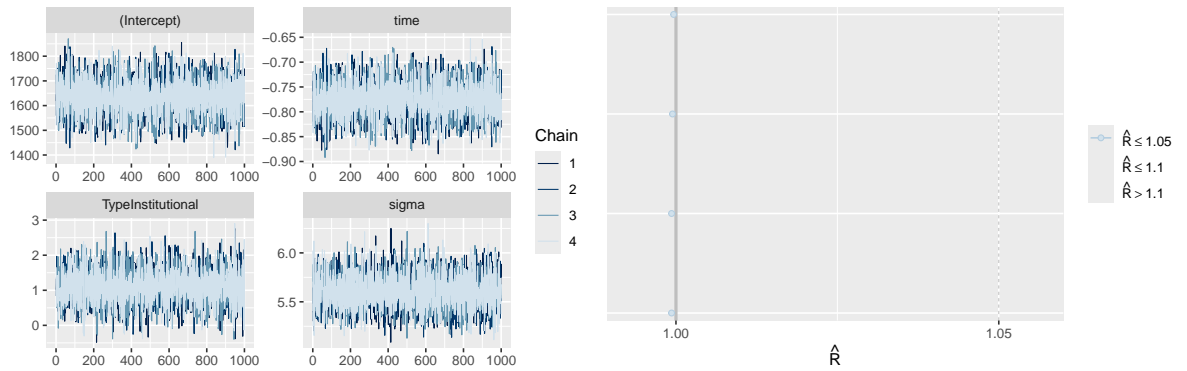 (Intercept)
time
1800
1700
1600
1500
1400
0 200 400 600 800 1000
−0.65
−0.70
−0.75
−0.80
−0.85
−0.90
0 200 400 600 800 1000
TypeInstitutional
sigma
3
2
1
0
0 200 400 600 800 1000
6.0
5.5
0 200 400 600 800 1000
Chain
1
2
3
4
1.00 1.05
R̂
R̂ ≤ 1.05
R̂ ≤ 1.1
R̂ > 1.1